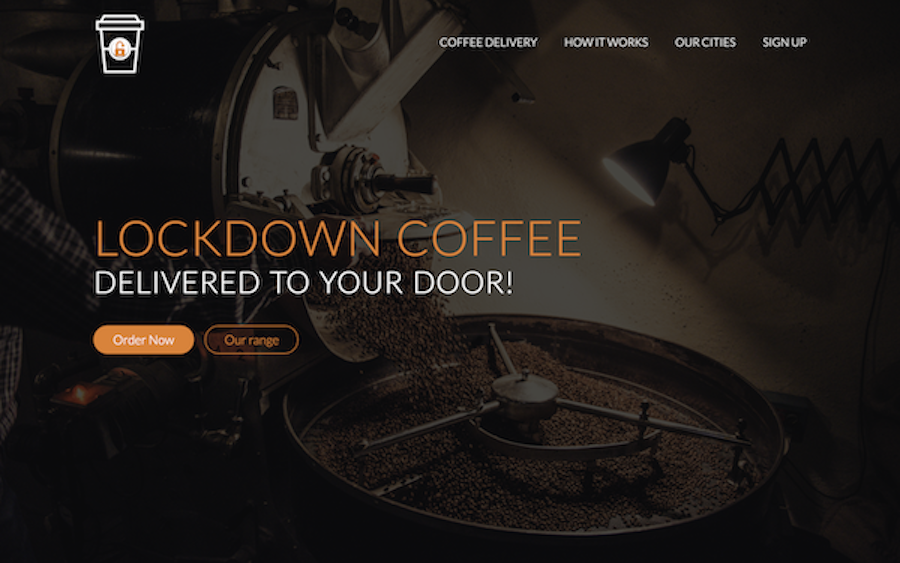 COFFEE DELIVERY
HOW IT WORKS
OUR CITIES
SIGN UP
LOCKDOWN COFFEE
DELIVERED TO YOUR DOOR!
Order Now
Our range